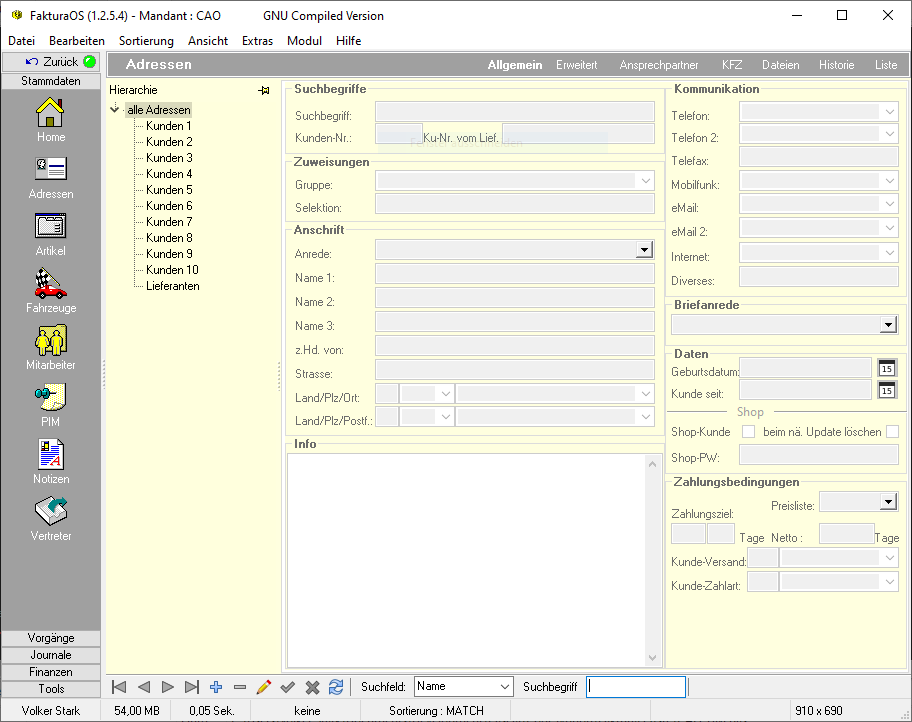 FakturaOS (1.2.5.4) - Mandant : CAO GNU Compiled Version
Datei Bearbeiten Sortierung Ansicht Extras Modul Hilfe
Zurück
Adressen Allgemein Erweitert Ansprechpartner KFZ Dateien Historie Liste
Stammdaten
Home
Adressen
Artikel
Fahrzeuge
Mitarbeiter
PIM
Notizen
Vertreter
Vorgänge
Journale
Finanzen
Tools
Hierarchie
alle Adressen
Kunden 1
Kunden 2
Kunden 3
Kunden 4
Kunden 5
Kunden 6
Kunden 7
Kunden 8
Kunden 9
Kunden 10
Lieferanten
Suchbegriffe
Suchbegriff:
Kunden-Nr.: Ku-Nr. vom Lief.
Zuweisungen
Gruppe:
Selektion:
Anschrift
Anrede:
Name 1:
Name 2:
Name 3:
z.Hd. von:
Strasse:
Land/Plz/Ort:
Land/Plz/Postf.:
Info
Kommunikation
Telefon:
Telefon 2:
Telefax:
Mobilfunk:
eMail:
eMail 2:
Internet:
Diverses:
Briefanrede
Daten
Geburtsdatum: 15
Kunde seit: 15
Shop
Shop-Kunde beim nä. Update löschen
Shop-PW:
Zahlungsbedingungen
Preisliste:
Zahlungsziel:
Tage Netto : Tage
Kunde-Versand:
Kunde-Zahlart:
Suchfeld: Name Suchbegriff
Volker Stark 54,00 MB 0,05 Sek. keine Sortierung : MATCH 910 x 690